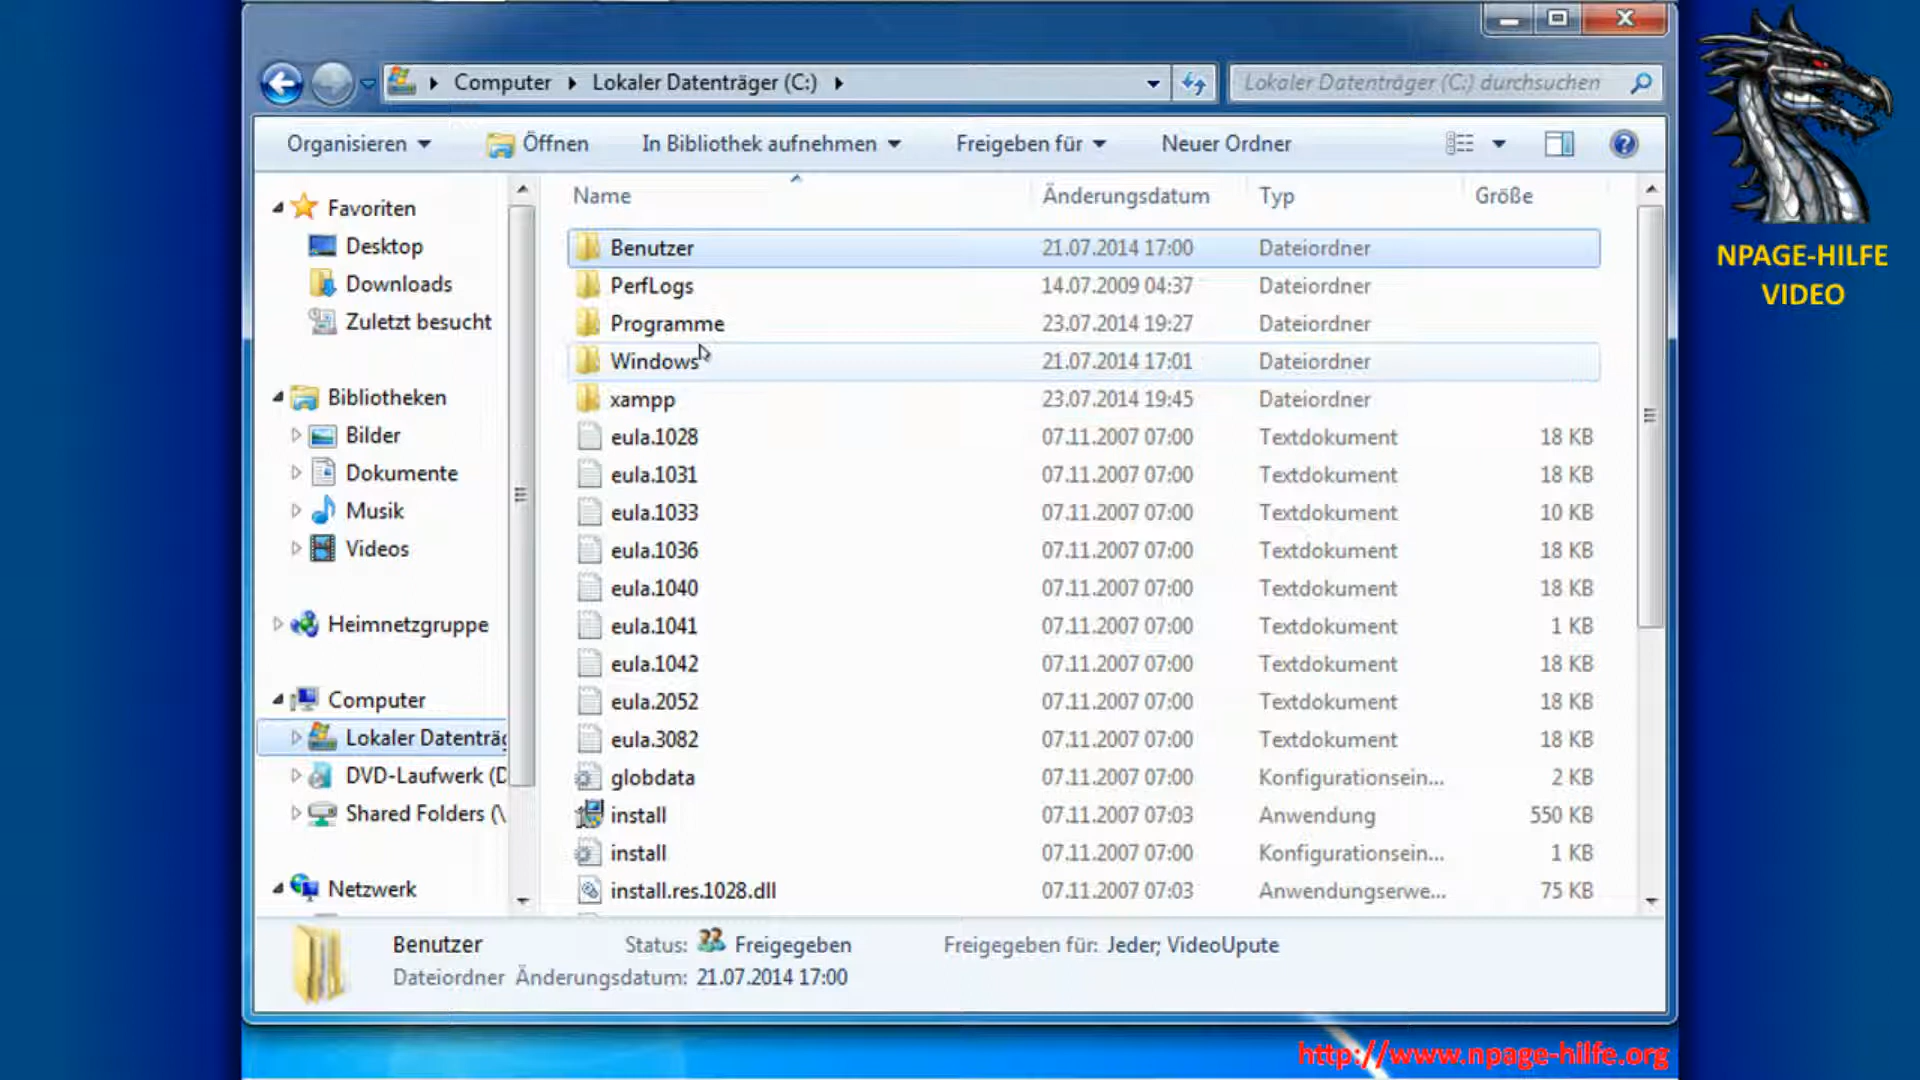 Computer
Lokaler Datenträger (C:)
Lokaler Datenträger (C:) durchsuchen
Organisieren
Öffnen
In Bibliothek aufnehmen
Freigeben für
Neuer Ordner
NPAGE-HILFE
VIDEO
Favoriten
Desktop
Downloads
Zuletzt besucht
Bibliotheken
Bilder
Dokumente
Musik
Videos
Heimnetzgruppe
Computer
Lokaler Datenträg
DVD-Laufwerk (D
Shared Folders (\
Netzwerk
Name Änderungsdatum Typ Größe
Benutzer 21.07.2014 17:00 Dateiordner
PerfLogs 14.07.2009 04:37 Dateiordner
Programme 23.07.2014 19:27 Dateiordner
Windows 21.07.2014 17:01 Dateiordner
xampp 23.07.2014 19:45 Dateiordner
eula.1028 07.11.2007 07:00 Textdokument 18 KB
eula.1031 07.11.2007 07:00 Textdokument 18 KB
eula.1033 07.11.2007 07:00 Textdokument 10 KB
eula.1036 07.11.2007 07:00 Textdokument 18 KB
eula.1040 07.11.2007 07:00 Textdokument 18 KB
eula.1041 07.11.2007 07:00 Textdokument 1 KB
eula.1042 07.11.2007 07:00 Textdokument 18 KB
eula.2052 07.11.2007 07:00 Textdokument 18 KB
eula.3082 07.11.2007 07:00 Textdokument 18 KB
globdata 07.11.2007 07:00 Konfigurationsein... 2 KB
install 07.11.2007 07:03 Anwendung 550 KB
install 07.11.2007 07:00 Konfigurationsein... 1 KB
install.res.1028.dll 07.11.2007 07:03 Anwendungserwe... 75 KB
Benutzer Status: Freigegeben Freigegeben für: Jeder; VideoUpute
Dateiordner Änderungsdatum: 21.07.2014 17:00
http://www.npage-hilfe.org